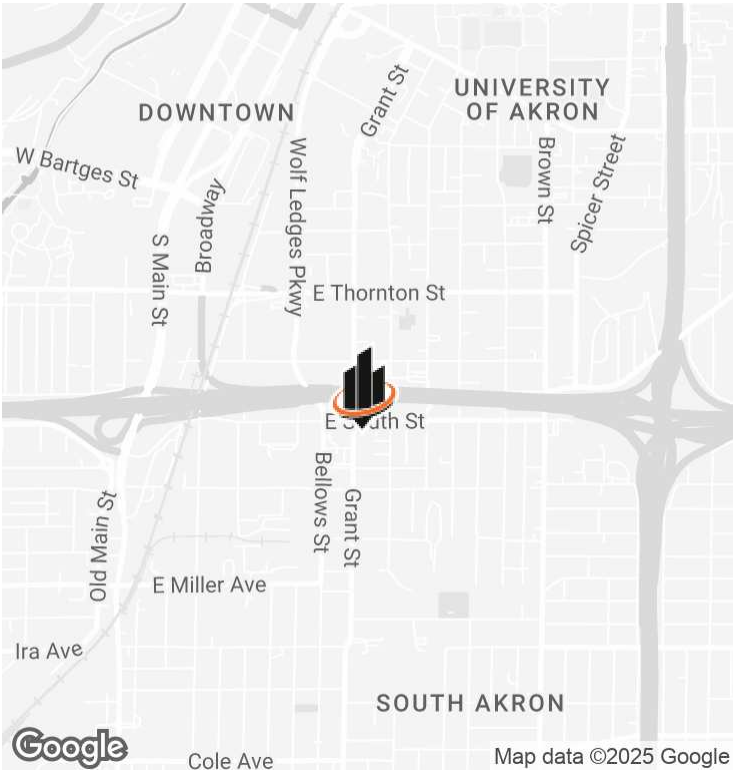 Grant St
UNIVERSITY
OF AKRON
DOWNTOWN
W Bartges St
Wolf Ledges Pkwy
Brown St
Spicer Street
Broadway
S Main St
E Thornton St
E South St
Bellows St
Grant St
Old Main St
E Miller Ave
Ira Ave
SOUTH AKRON
Google
Cole Ave
Map data ©2025 Google